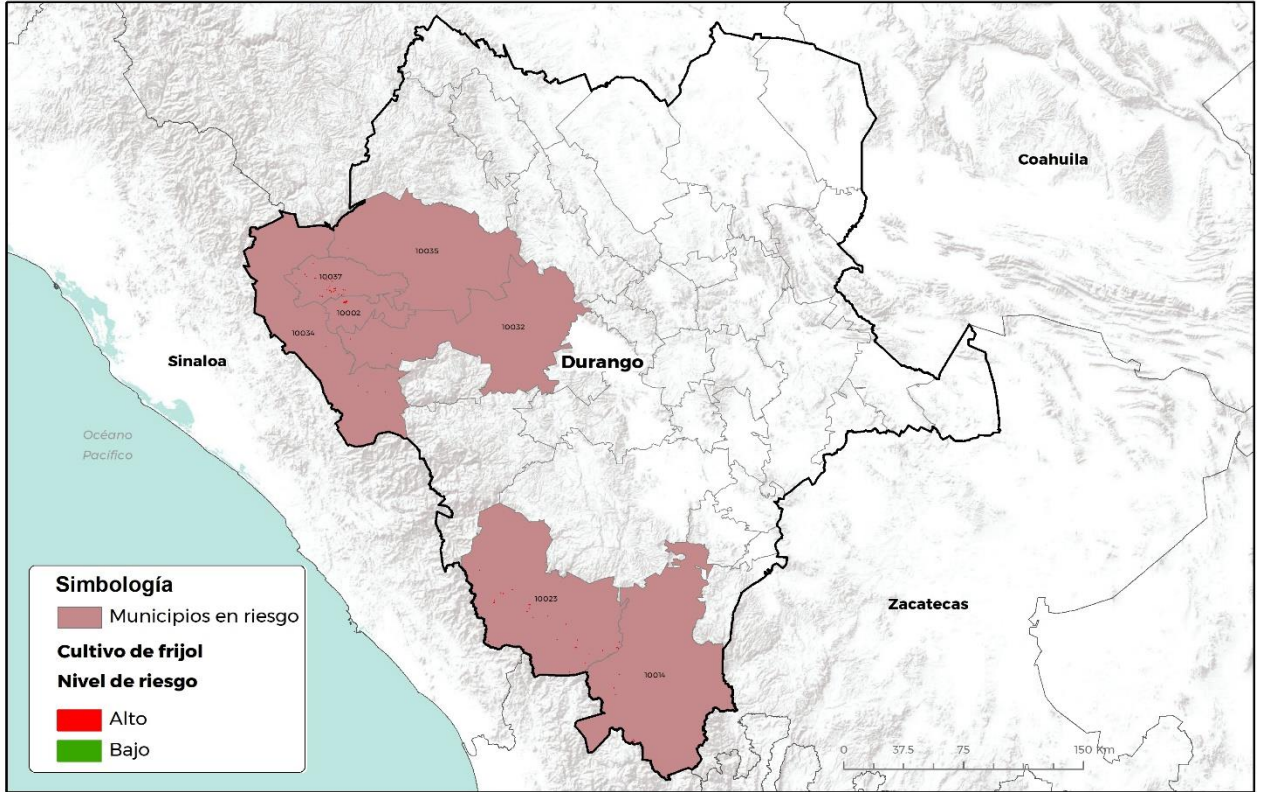 Coahuila
10035
10037
10002
10034
10032
Sinaloa
Durango
Océano
Pacífico
Simbología
Municipios en riesgo
Cultivo de frijol
Nivel de riesgo
Alto
Bajo
10023
Zacatecas
10014
0 37.5 75 150 Km